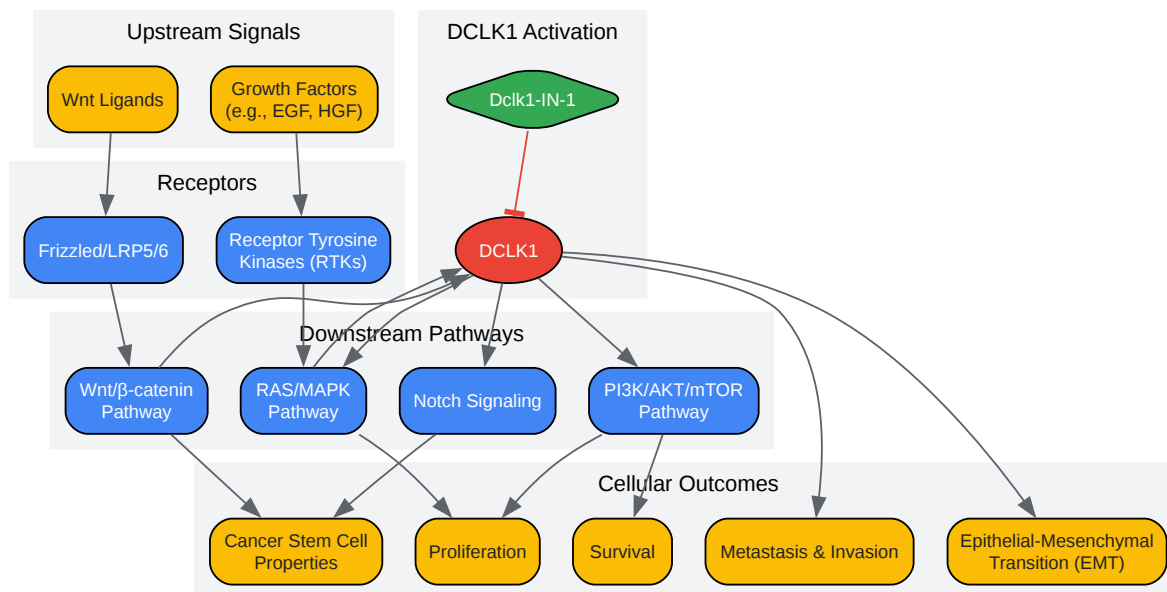 Upstream Signals
DCLK1 Activation
Wnt Ligands
Growth Factors
(e.g., EGF, HGF)
Dclk1-IN-1
Receptors
Frizzled/LRP5/6
Receptor Tyrosine
Kinases (RTKs)
DCLK1
Downstream Pathways
Wnt/β-catenin
Pathway
RAS/MAPK
Pathway
Notch Signaling
PI3K/AKT/mTOR
Pathway
Cellular Outcomes
Cancer Stem Cell
Properties
Proliferation
Survival
Metastasis & Invasion
Epithelial-Mesenchymal
Transition (EMT)